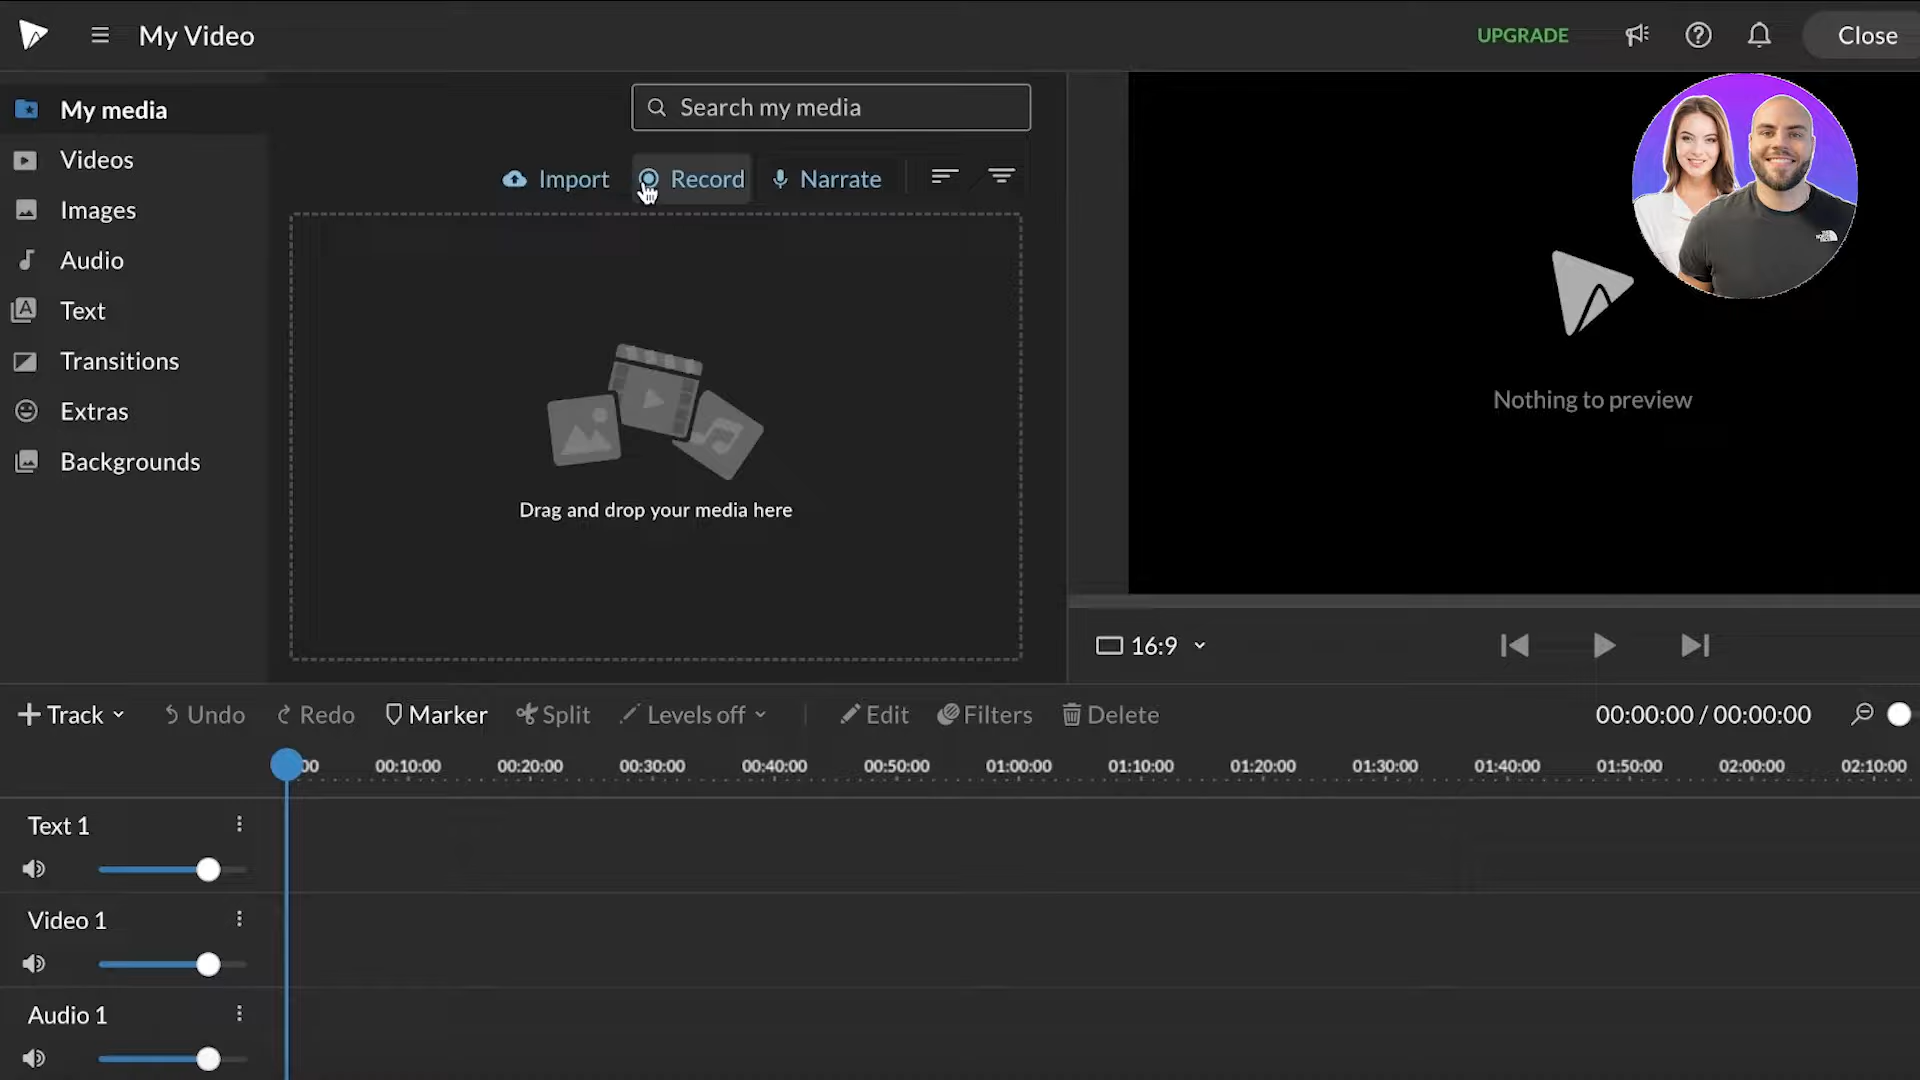 My Video
UPGRADE
Close
My media
Videos
Images
Audio
Text
Transitions
Extras
Backgrounds
Search my media
Import
Record
Narrate
Drag and drop your media here
Nothing to preview
16:9
Track
Undo
Redo
Marker
Split
Levels off
Edit
Filters
Delete
00:00:00 / 00:00:00
00 00:10:00 00:20:00 00:30:00 00:40:00 00:50:00 01:00:00 01:10:00 01:20:00 01:30:00 01:40:00 01:50:00 02:00:00 02:10:00
Text 1
Video 1
Audio 1